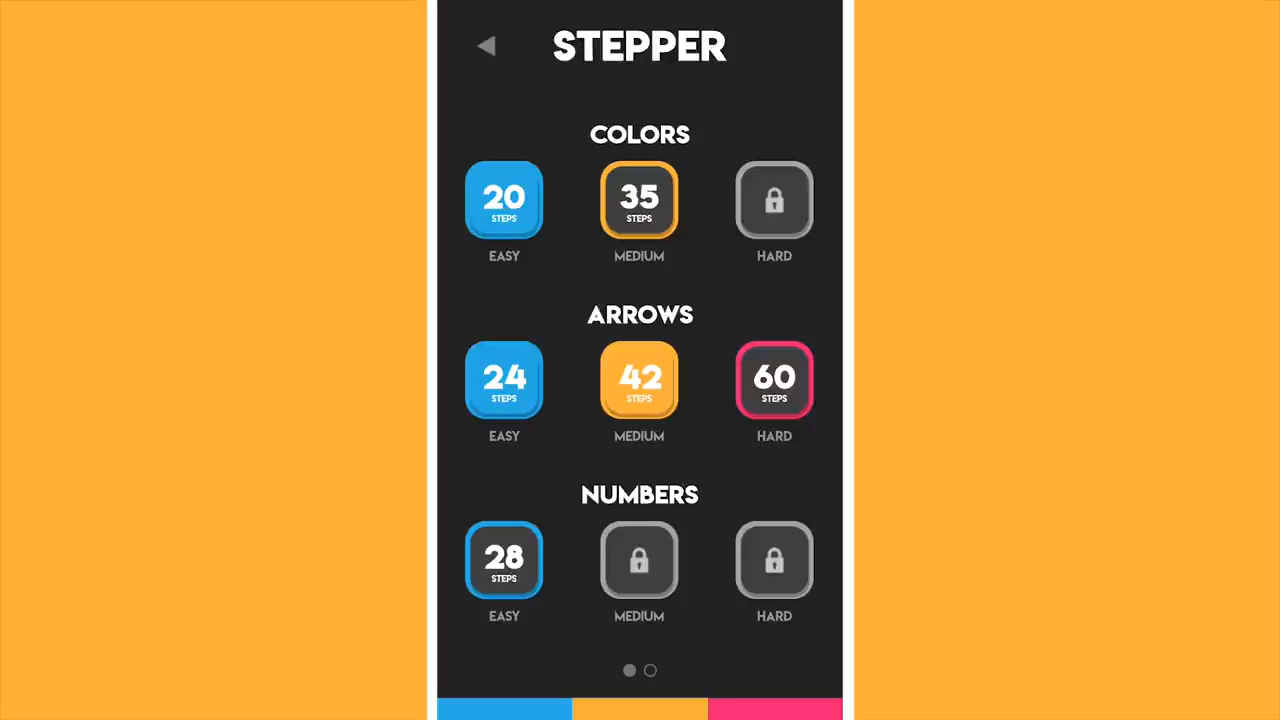 STEPPER
COLORS
20 35
STEPS STEPS
EASY MEDIUM HARD
ARROWS
24 42 60
STEPS STEPS STEPS
EASY MEDIUM HARD
NUMBERS
28
STEPS
EASY MEDIUM HARD